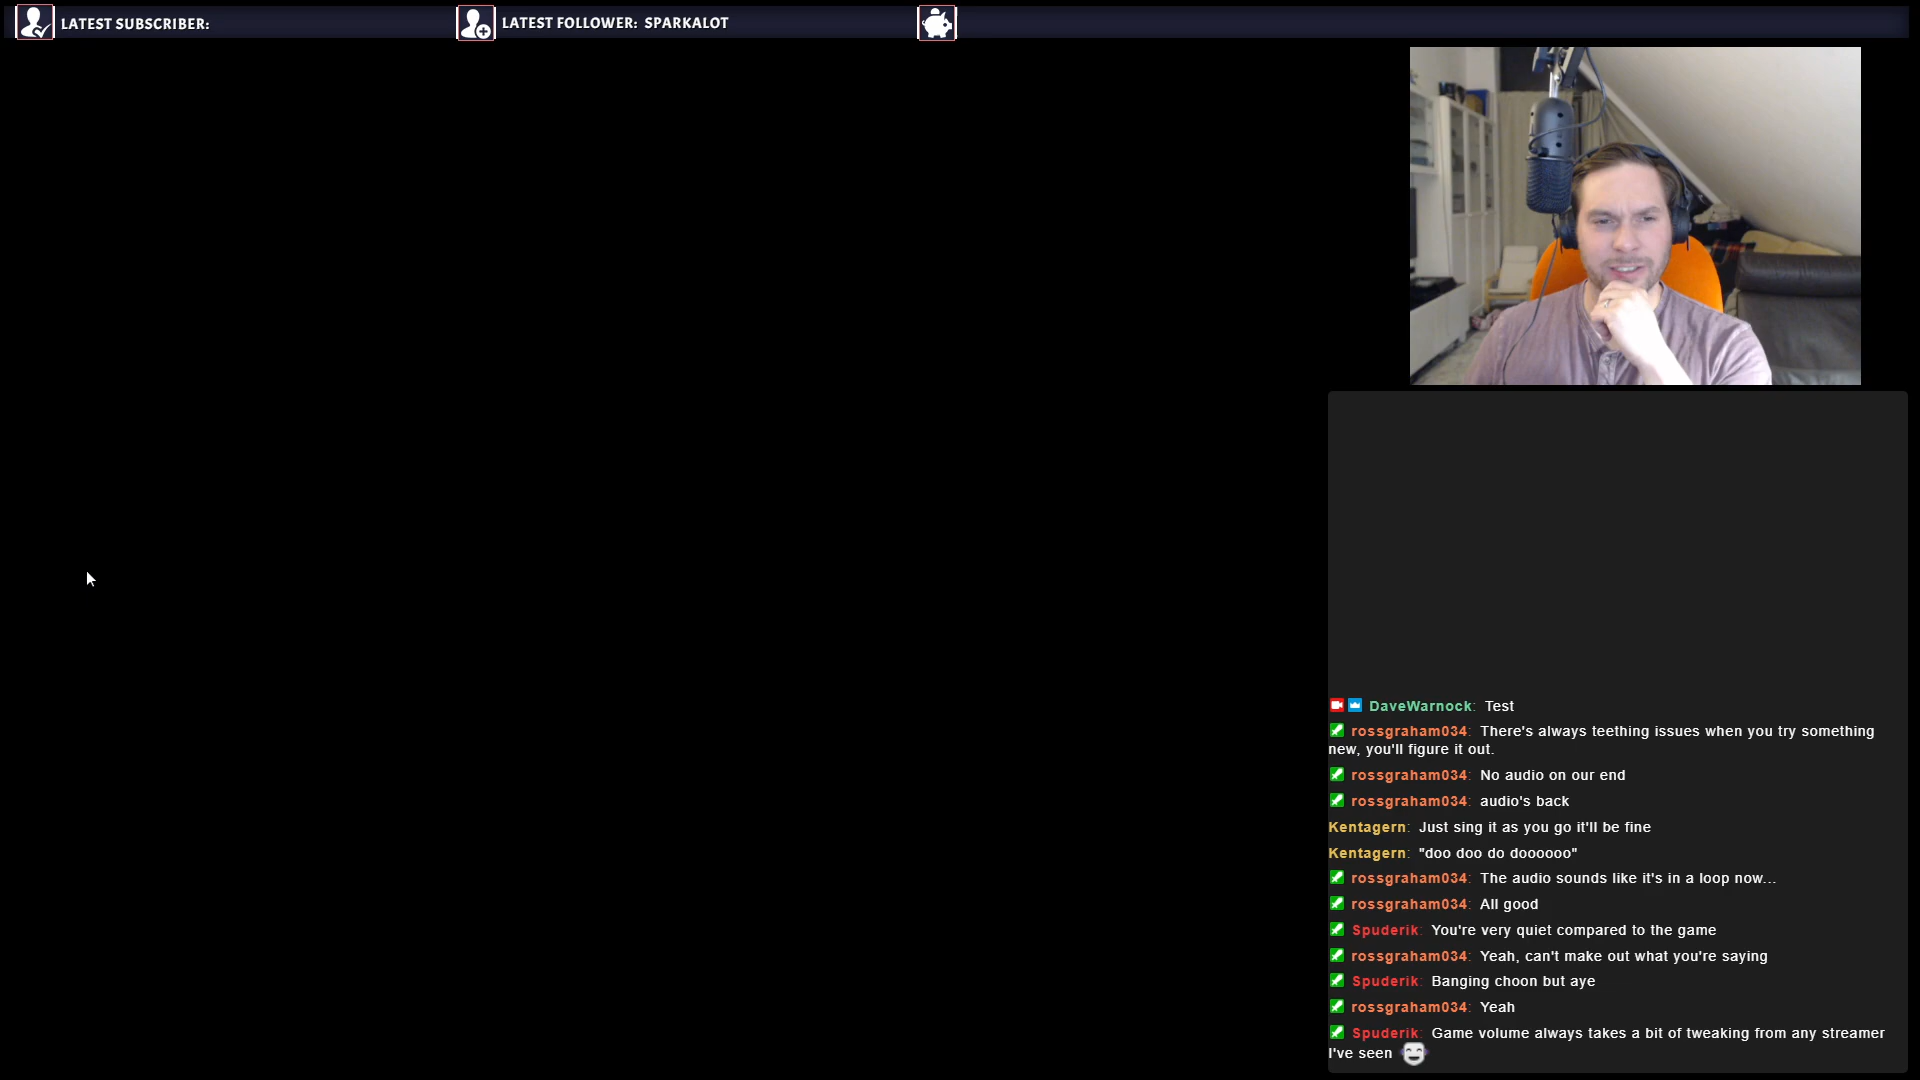 LATEST SUBSCRIBER:
LATEST FOLLOWER: SPARKALOT
DaveWarnock: Test
rossgraham034: There's always teething issues when you try something
new, you'll figure it out.
rossgraham034: No audio on our end
rossgraham034: audio's back
Kentagern: Just sing it as you go it'll be fine
Kentagern: "doo doo do doooooo"
rossgraham034: The audio sounds like it's in a loop now...
rossgraham034: All good
Spuderik: You're very quiet compared to the game
rossgraham034: Yeah, can't make out what you're saying
Spuderik: Banging choon but aye
rossgraham034: Yeah
Spuderik: Game volume always takes a bit of tweaking from any streamer
I've seen